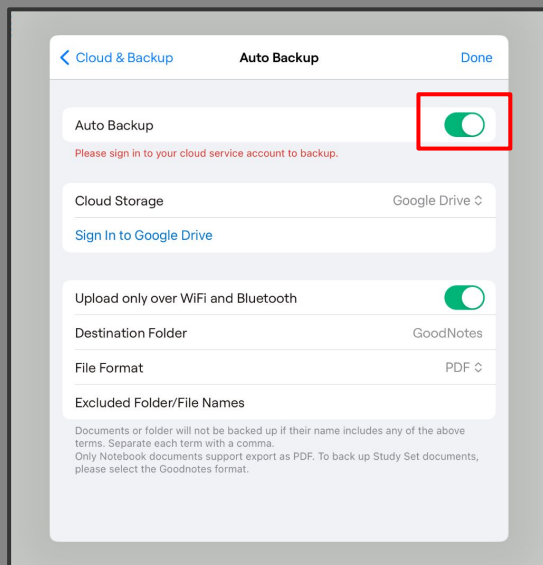 Cloud & Backup
Auto Backup
Done
Auto Backup
Please sign in to your cloud service account to backup.
Cloud Storage
Google Drive
Sign In to Google Drive
Upload only over WiFi and Bluetooth
Destination Folder
GoodNotes
File Format
PDF
Excluded Folder/File Names
Documents or folder will not be backed up if their name includes any of the above
terms. Separate each term with a comma.
Only Notebook documents support export as PDF. To back up Study Set documents,
please select the Goodnotes format.